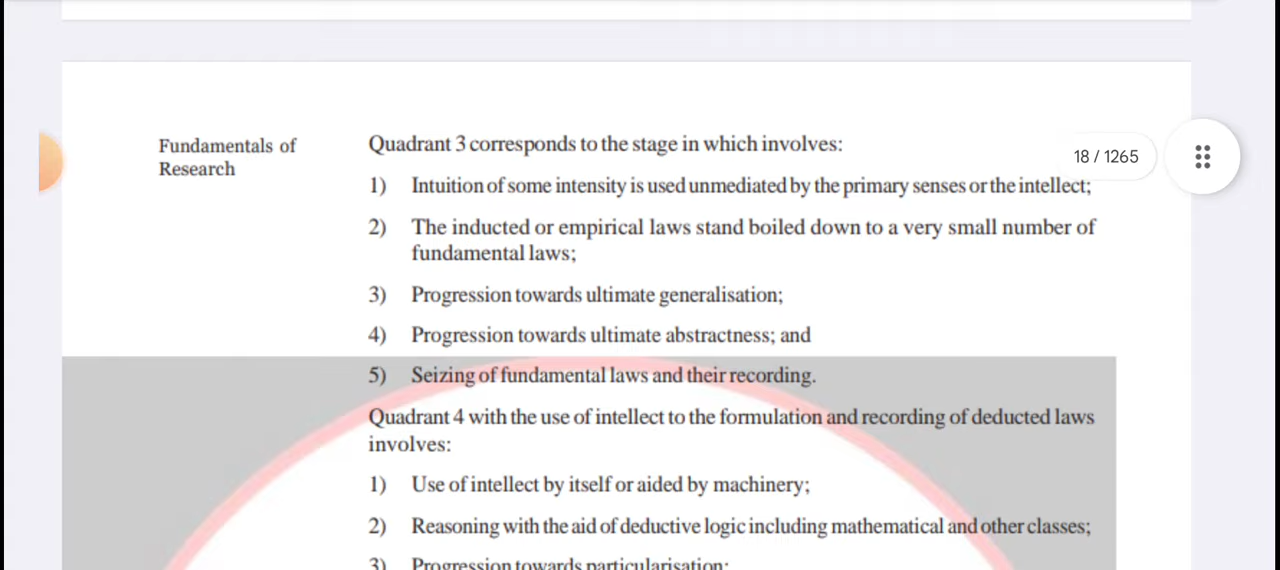 Fundamentals of
Research
Quadrant 3 corresponds to the stage in which involves:
18 / 1265
1) Intuition of some intensity is used unmediated by the primary senses or the intellect;
2) The inducted or empirical laws stand boiled down to a very small number of
fundamental laws;
3) Progression towards ultimate generalisation;
4) Progression towards ultimate abstractness; and
5) Seizing of fundamental laws and their recording.
Quadrant 4 with the use of intellect to the formulation and recording of deducted laws
involves:
1) Use of intellect by itself or aided by machinery;
2) Reasoning with the aid of deductive logic including mathematical and other classes;
3) Progression towards particularisation;